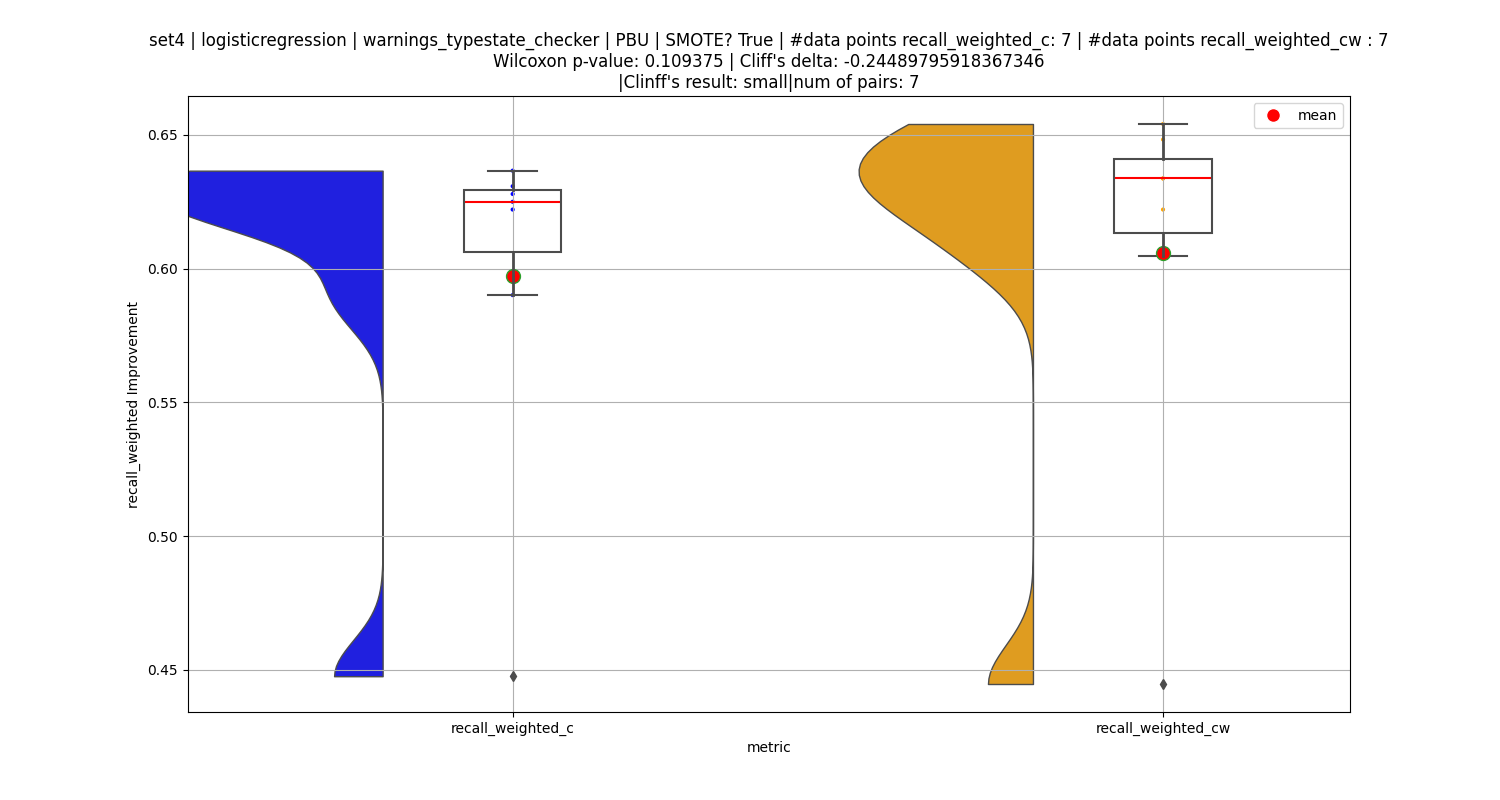 set4 | logisticregression | warnings_typestate_checker | PBU | SMOTE? True | #data points recall_weighted_c: 7 | #data points recall_weighted_cw : 7
Wilcoxon p-value: 0.109375 | Cliff's delta: -0.24489795918367346
|Clinff's result: small|num of pairs: 7
mean
0.65
0.60
0.55
0.50
0.45
recall_weighted Improvement
recall_weighted_c
recall_weighted_cw
metric